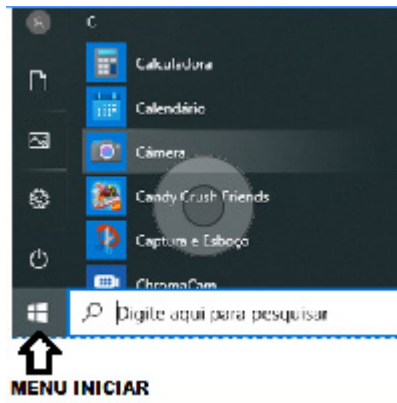 C
Calculadora
Calendário
Câmera
Candy Crush Friends
Captura e Esboço
ChromaCam
Digite aqui para pesquisar
MENU INICIAR